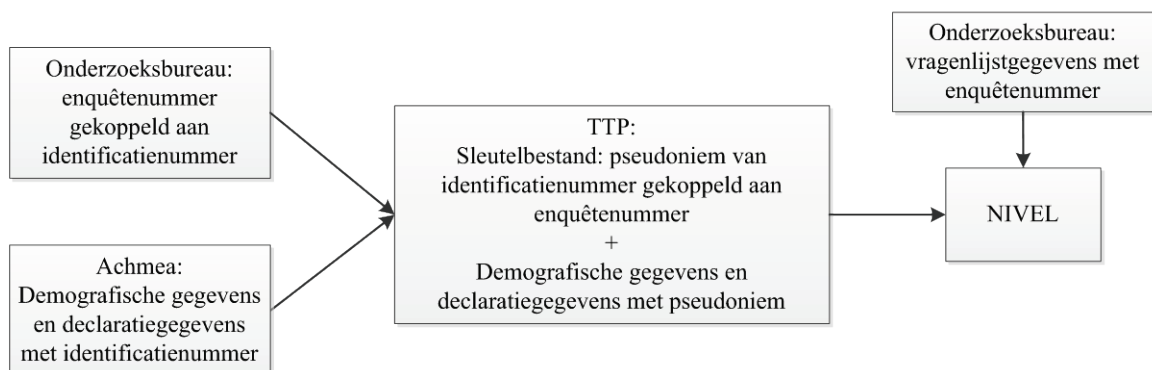 Onderzoeksbureau:
enquêtenummer
gekoppeld aan
identificatienummer
Achmea:
Demografische gegevens
en declaratiegegevens
met identificatienummer
TTP:
Sleutelbestand: pseudoniem van
identificatienummer gekoppeld aan
enquêtenummer
+
Demografische gegevens en
declaratiegegevens met pseudoniem
Onderzoeksbureau:
vragenlijstgegevens met
enquêtenummer
NIVEL